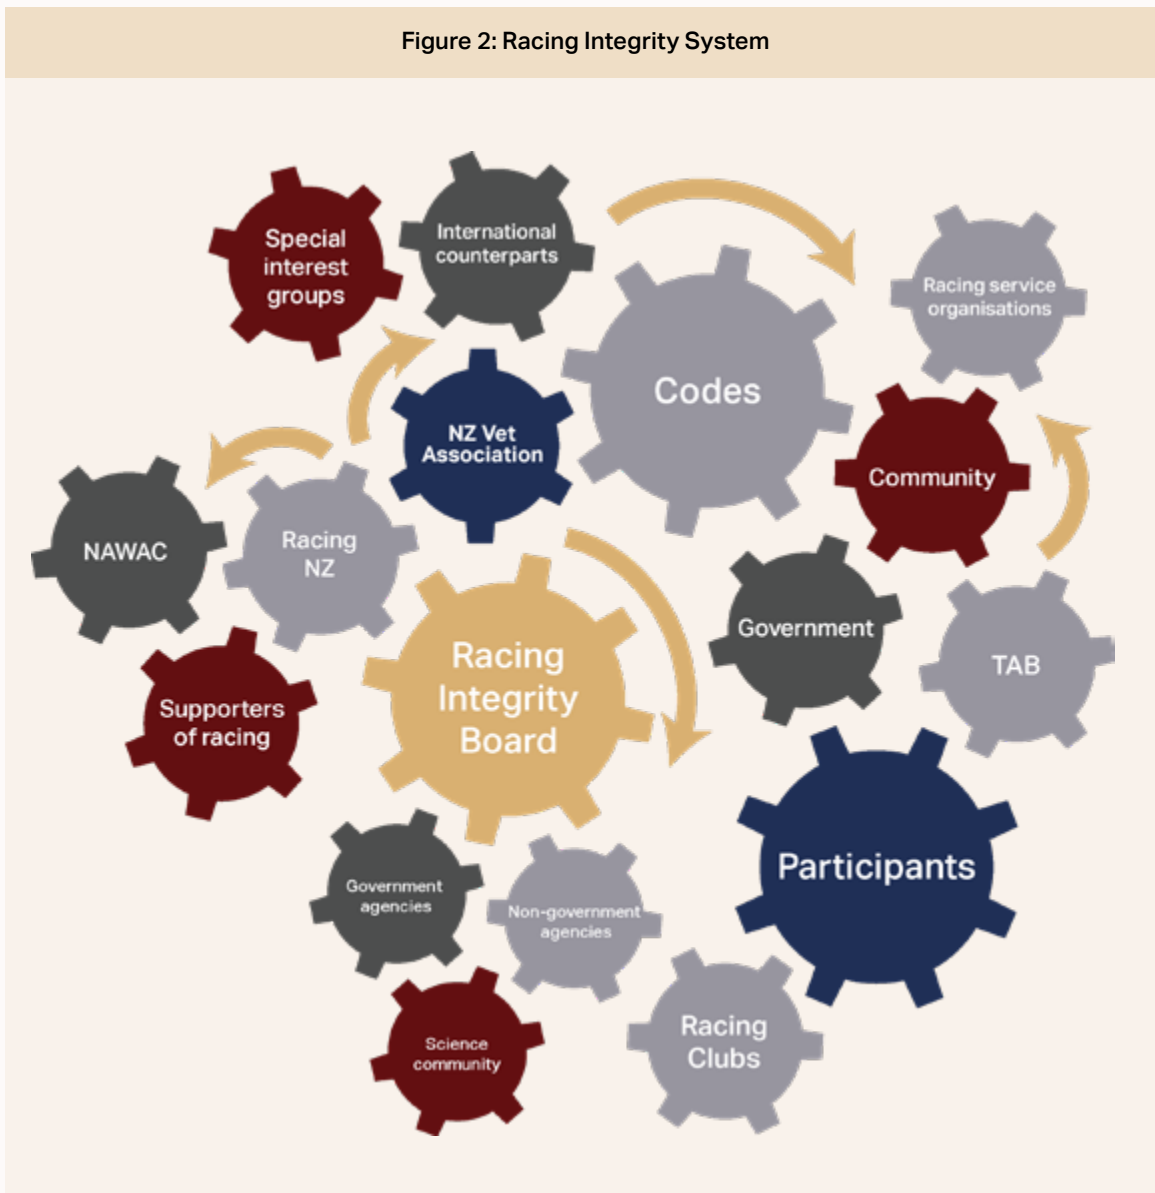 Figure 2: Racing Integrity System
Special
interest
groups
International
counterparts
Racing service
organisations
Codes
NZ Vet
Association
Community
NAWAC
Racing
NZ
Government
TAB
Racing
Integrity
Board
Supporters
of racing
Participants
Government
agencies
Non-government
agencies
Science
community
Racing
Clubs